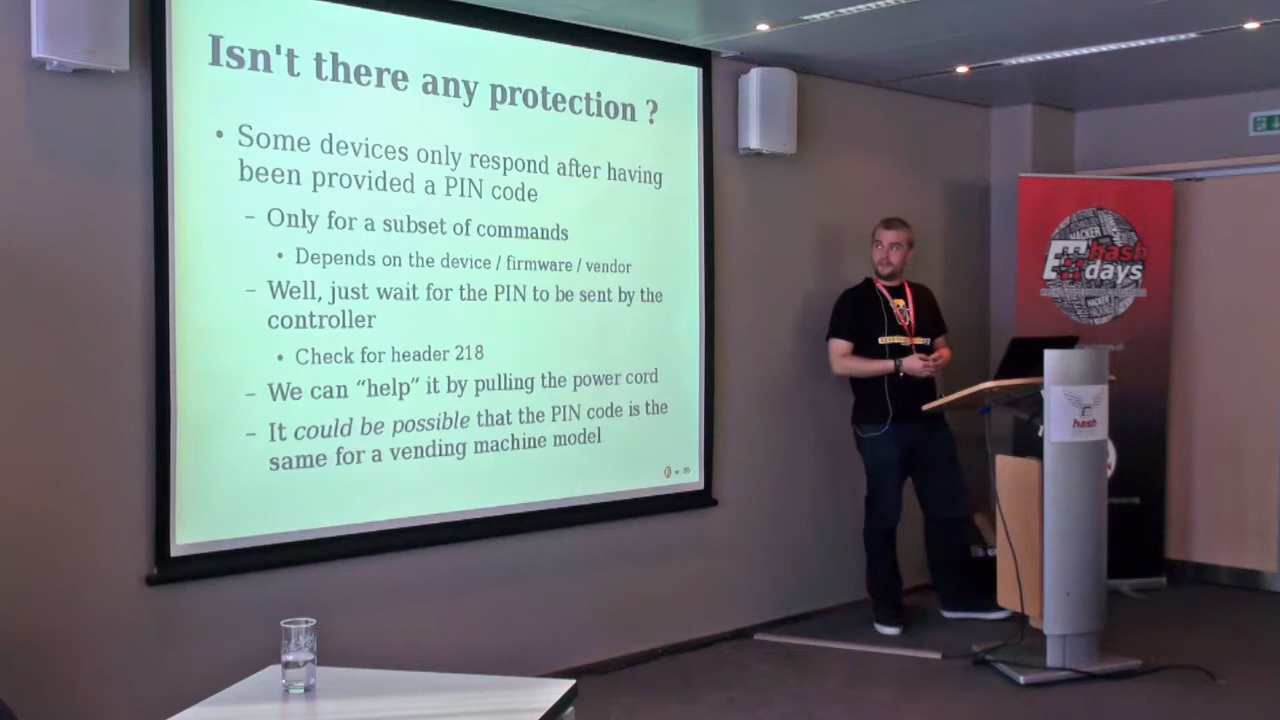 Isn't there any protection ?
• Some devices only respond after having
been provided a PIN code
– Only for a subset of commands
• Depends on the device / firmware / vendor
– Well, just wait for the PIN to be sent by the
controller
• Check for header 218
– We can “help” it by pulling the power cord
– It could be possible that the PIN code is the
same for a vending machine model
HACKER
hash
days
hash